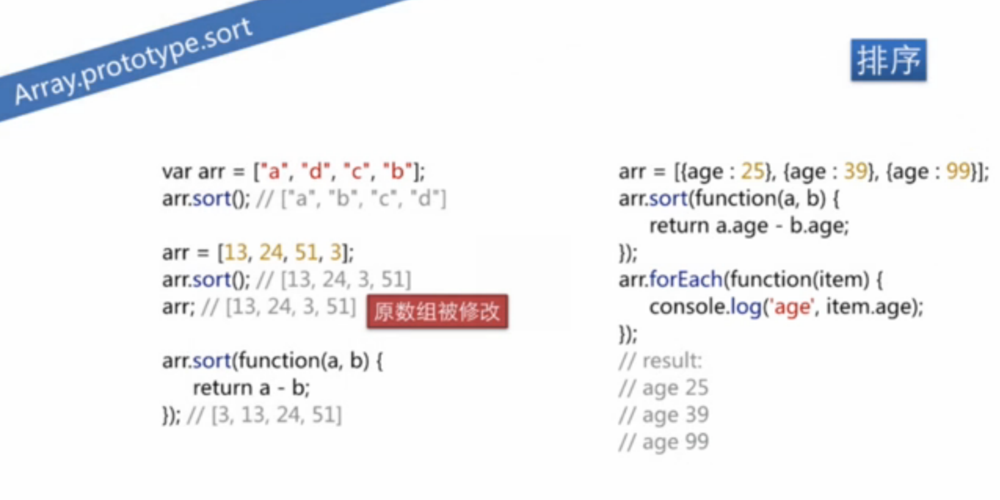 Array.prototype.sort
排序
var arr = ["a", "d", "c", "b"];
arr.sort(); // ["a", "b", "c", "d"]
arr = [13, 24, 51, 3];
arr.sort(); // [13, 24, 3, 51]
arr; // [13, 24, 3, 51]
原数组被修改
arr.sort(function(a, b) {
return a - b;
}); // [3, 13, 24, 51]
arr = [{age : 25}, {age : 39}, {age : 99}];
arr.sort(function(a, b) {
return a.age - b.age;
});
arr.forEach(function(item) {
console.log('age', item.age);
});
// result:
// age 25
// age 39
// age 99